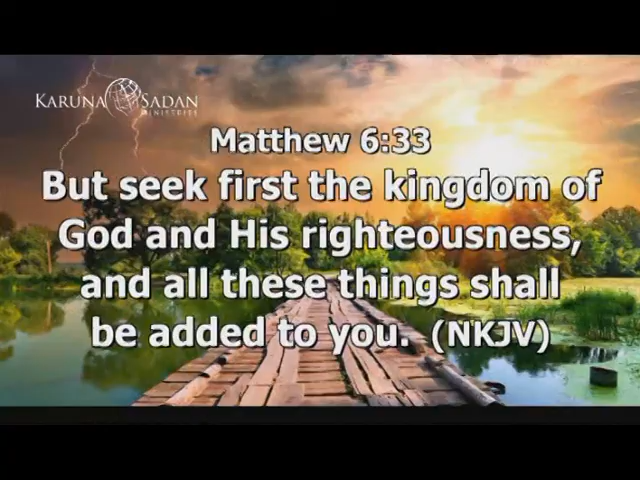 KARUNA SADAN
MINISTRIES
Matthew 6:33
But seek first the kingdom of
God and His righteousness,
and all these things shall
be added to you. (NKJV)